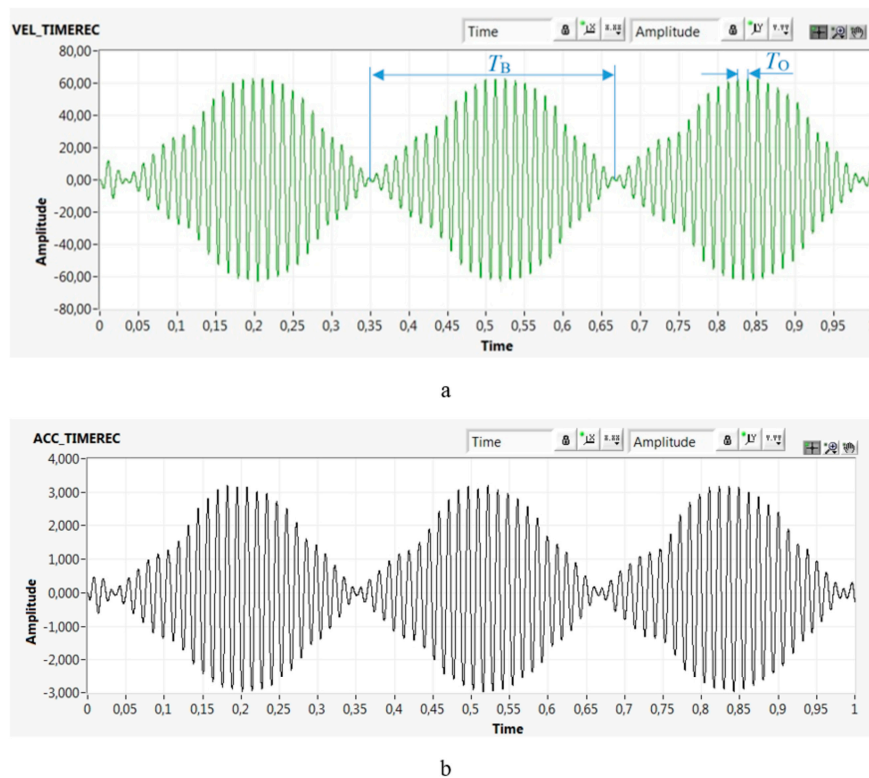 VEL_TIMEREC
Time
Amplitude
T_B
T_O
80,00
60,00
40,00
20,00
0,00
-20,00
-40,00
-60,00
-80,00
Amplitude
0 0,05 0,1 0,15 0,2 0,25 0,3 0,35 0,4 0,45 0,5 0,55 0,6 0,65 0,7 0,75 0,8 0,85 0,9 0,95
Time
a
ACC_TIMEREC
Time
Amplitude
4,000
3,000
2,000
1,000
0,000
-1,000
-2,000
-3,000
Amplitude
0 0,05 0,1 0,15 0,2 0,25 0,3 0,35 0,4 0,45 0,5 0,55 0,6 0,65 0,7 0,75 0,8 0,85 0,9 0,95 1
Time
b